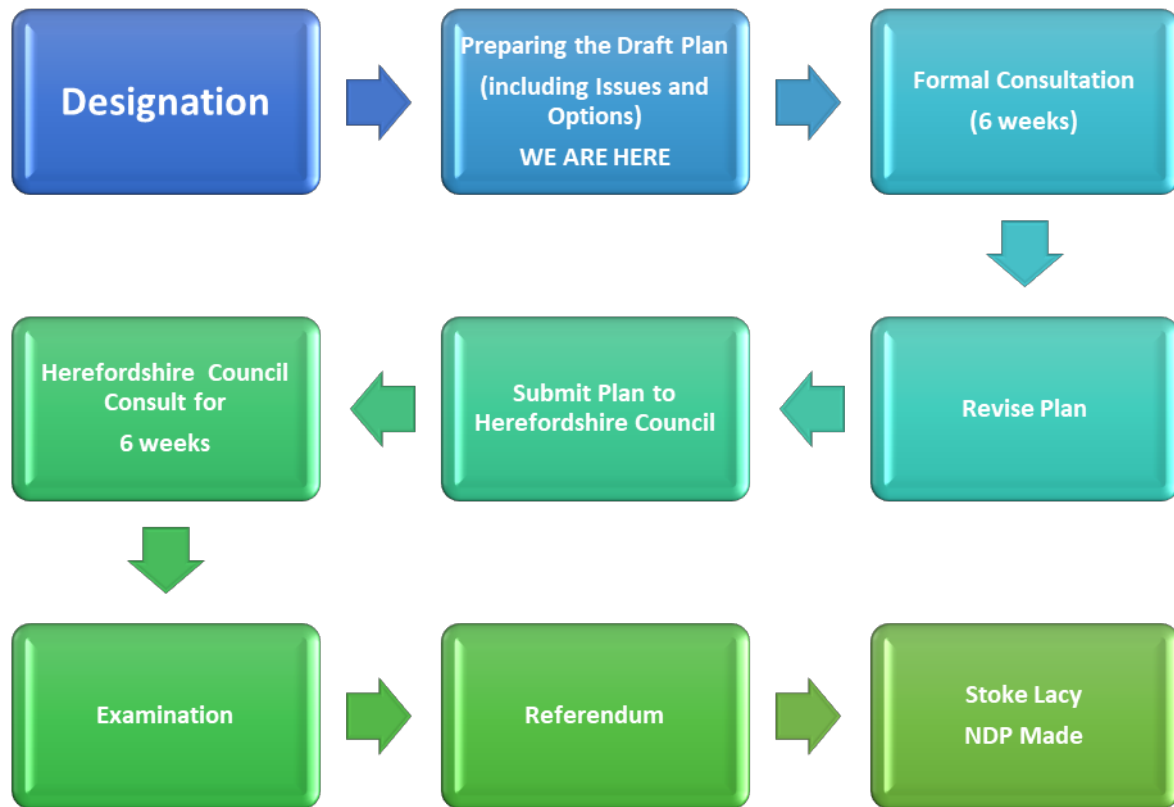 Designation
Preparing the Draft Plan
(including Issues and
Options)
WE ARE HERE
Formal Consultation
(6 weeks)
Revise Plan
Submit Plan to
Herefordshire Council
Herefordshire Council
Consult for
6 weeks
Examination
Referendum
Stoke Lacy
NDP Made